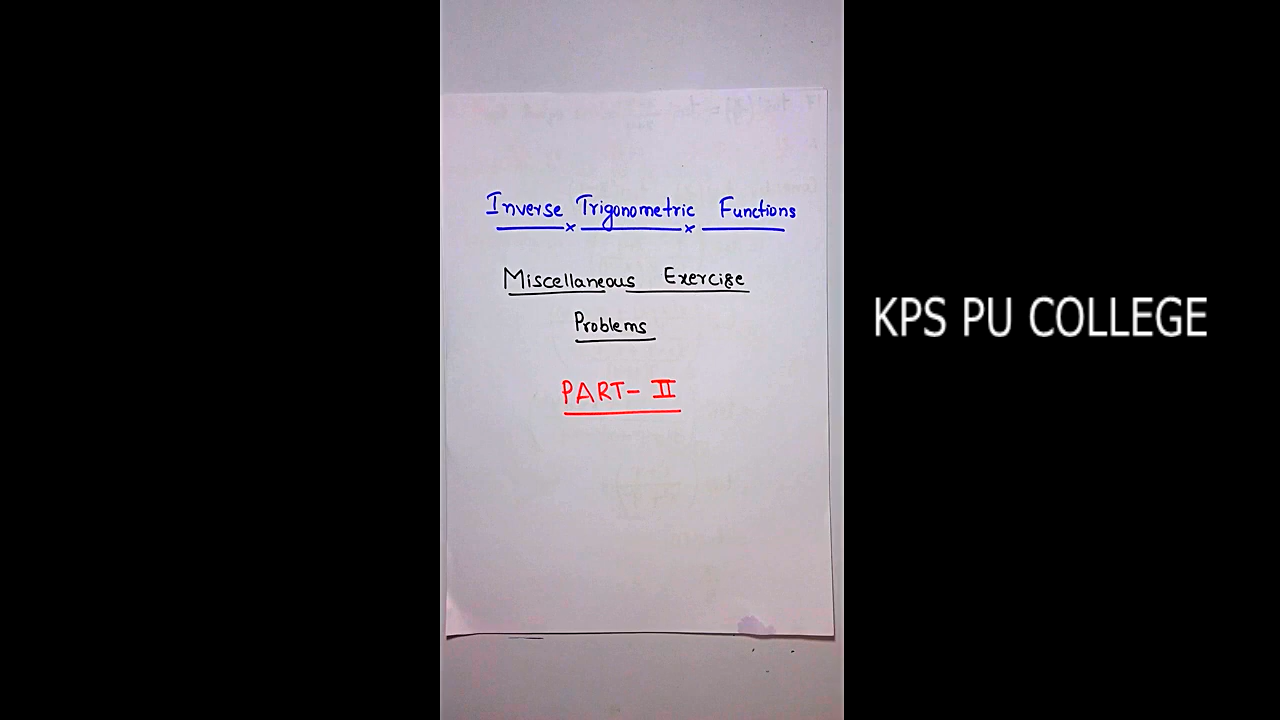 Inverse Trigonometric Functions
Miscellaneous Exercise
Problems
PART- II
KPS PU COLLEGE